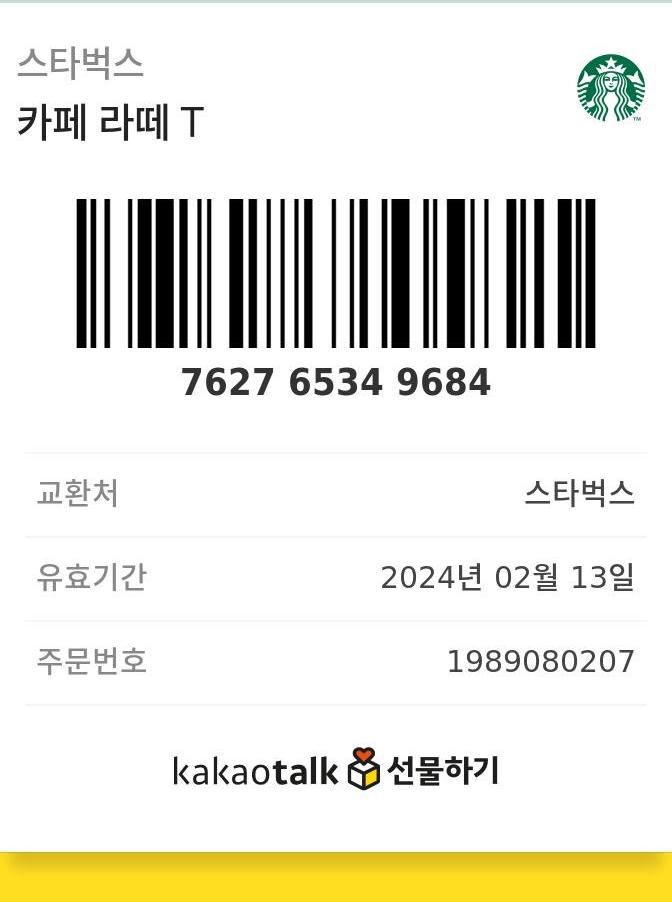 스타벅스
카페 라떼 T
7627 6534 9684
교환처 스타벅스
유효기간 2024년 02월 13일
주문번호 1989080207
kakaotalk 선물하기